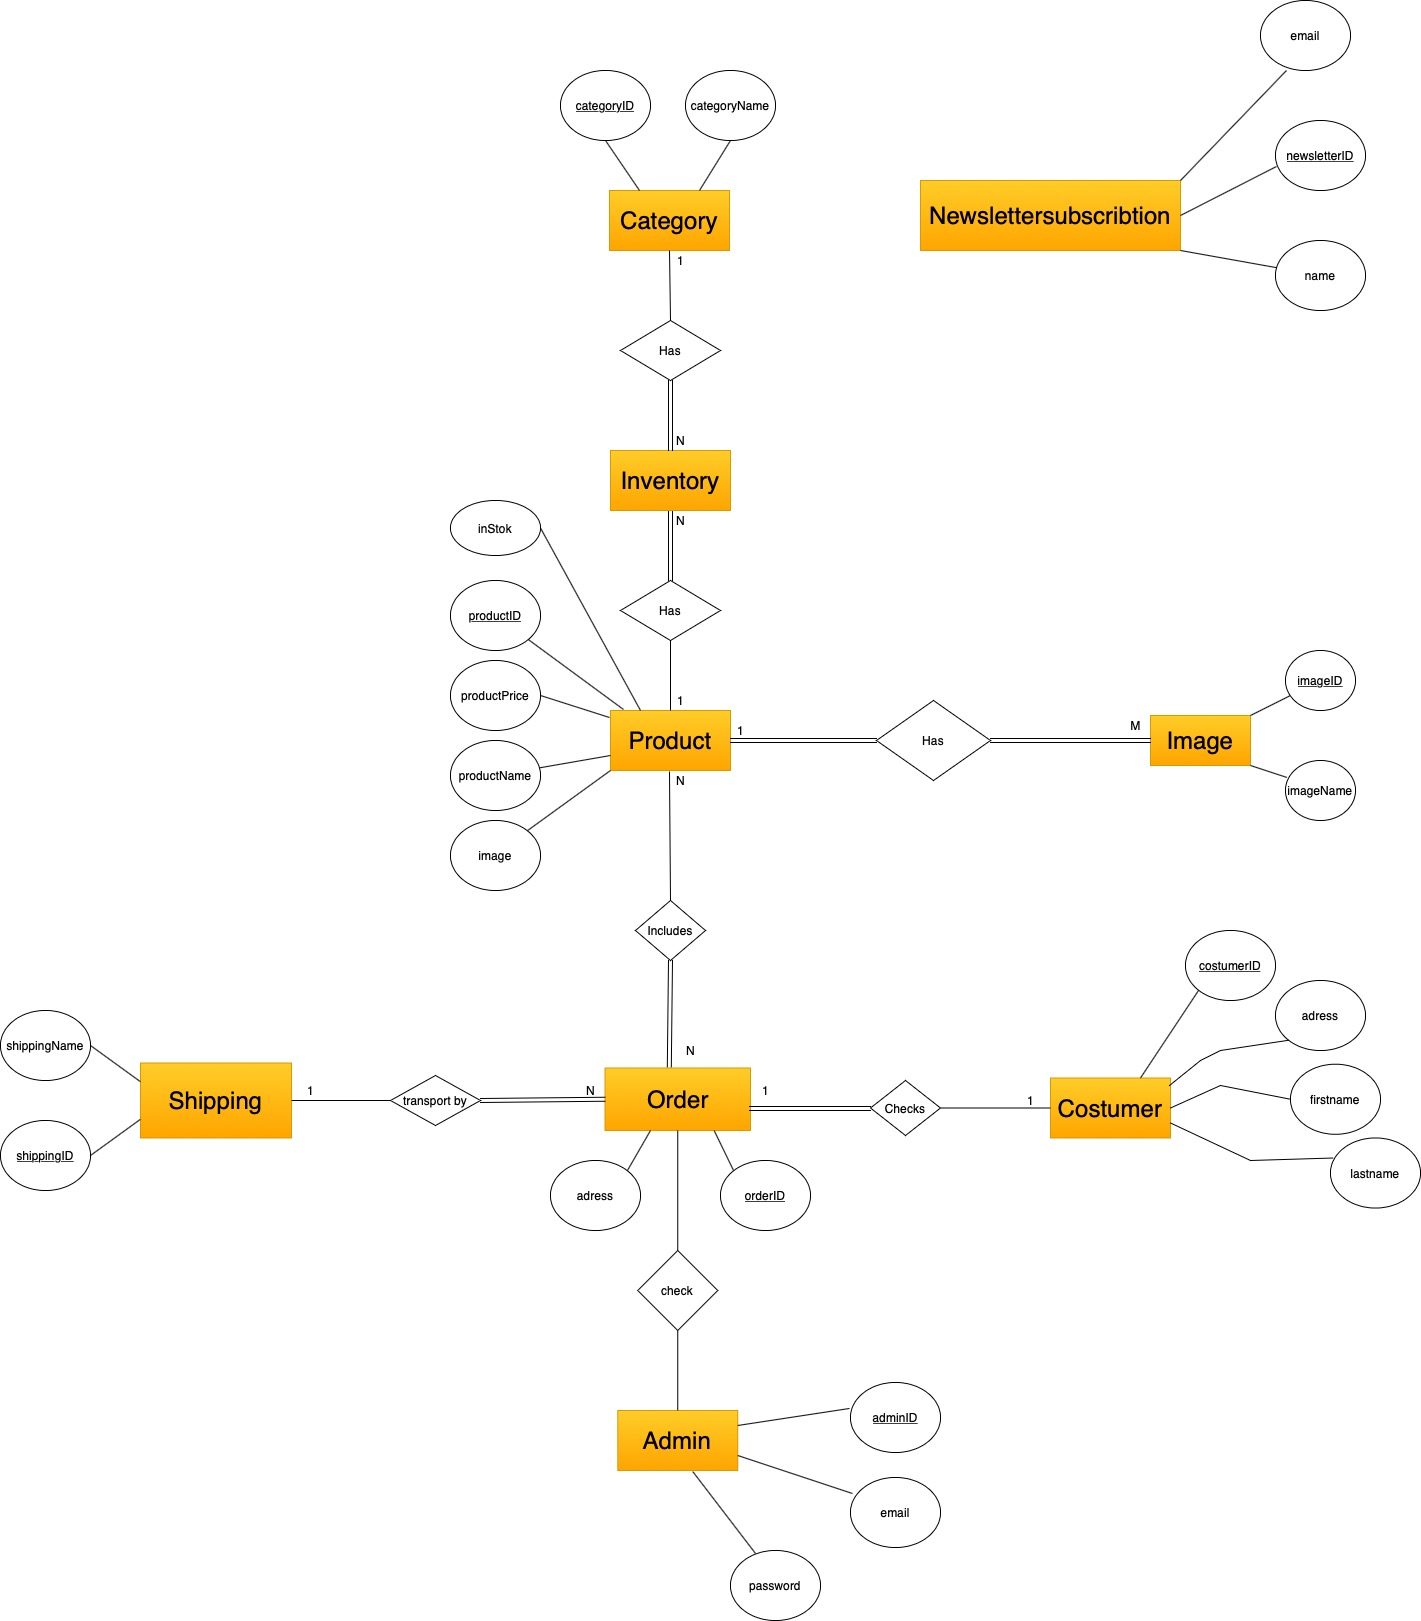 email
categoryID
categoryName
newsletterID
Category
Newslettersubscribtion
1
name
Has
N
Inventory
N
inStok
Has
productID
imageID
productPrice
1
1
M
Product
Has
Image
productName
N
imageName
image
Includes
costumerID
adress
shippingName
N
Shipping
1
transport by
N
Order
1
Checks
1
Costumer
firstname
shippingID
adress
orderID
lastname
check
adminID
Admin
email
password